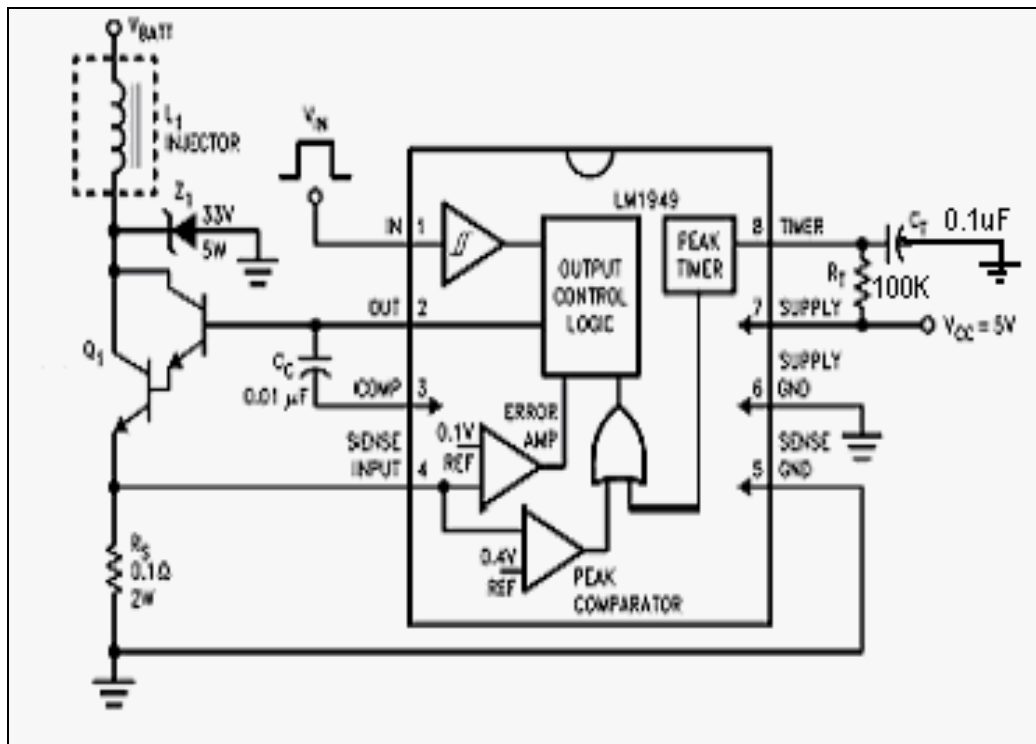 VBATT
L1
INJECTOR
VIN
Z1
33V
5W
LM1949
IN
1
PEAK
TIMER
8
TIMER
CT
0.1uF
OUTPUT
CONTROL
LOGIC
RT
100K
OUT
2
7
SUPPLY
VCC = 5V
Q1
CC
0.01 μF
COMP
3
SUPPLY
6
GND
ERROR
AMP
SENSE
INPUT
4
0.1V
REF
SENSE
5
GND
RS
0.1Ω
2W
0.4V
REF
PEAK
COMPARATOR